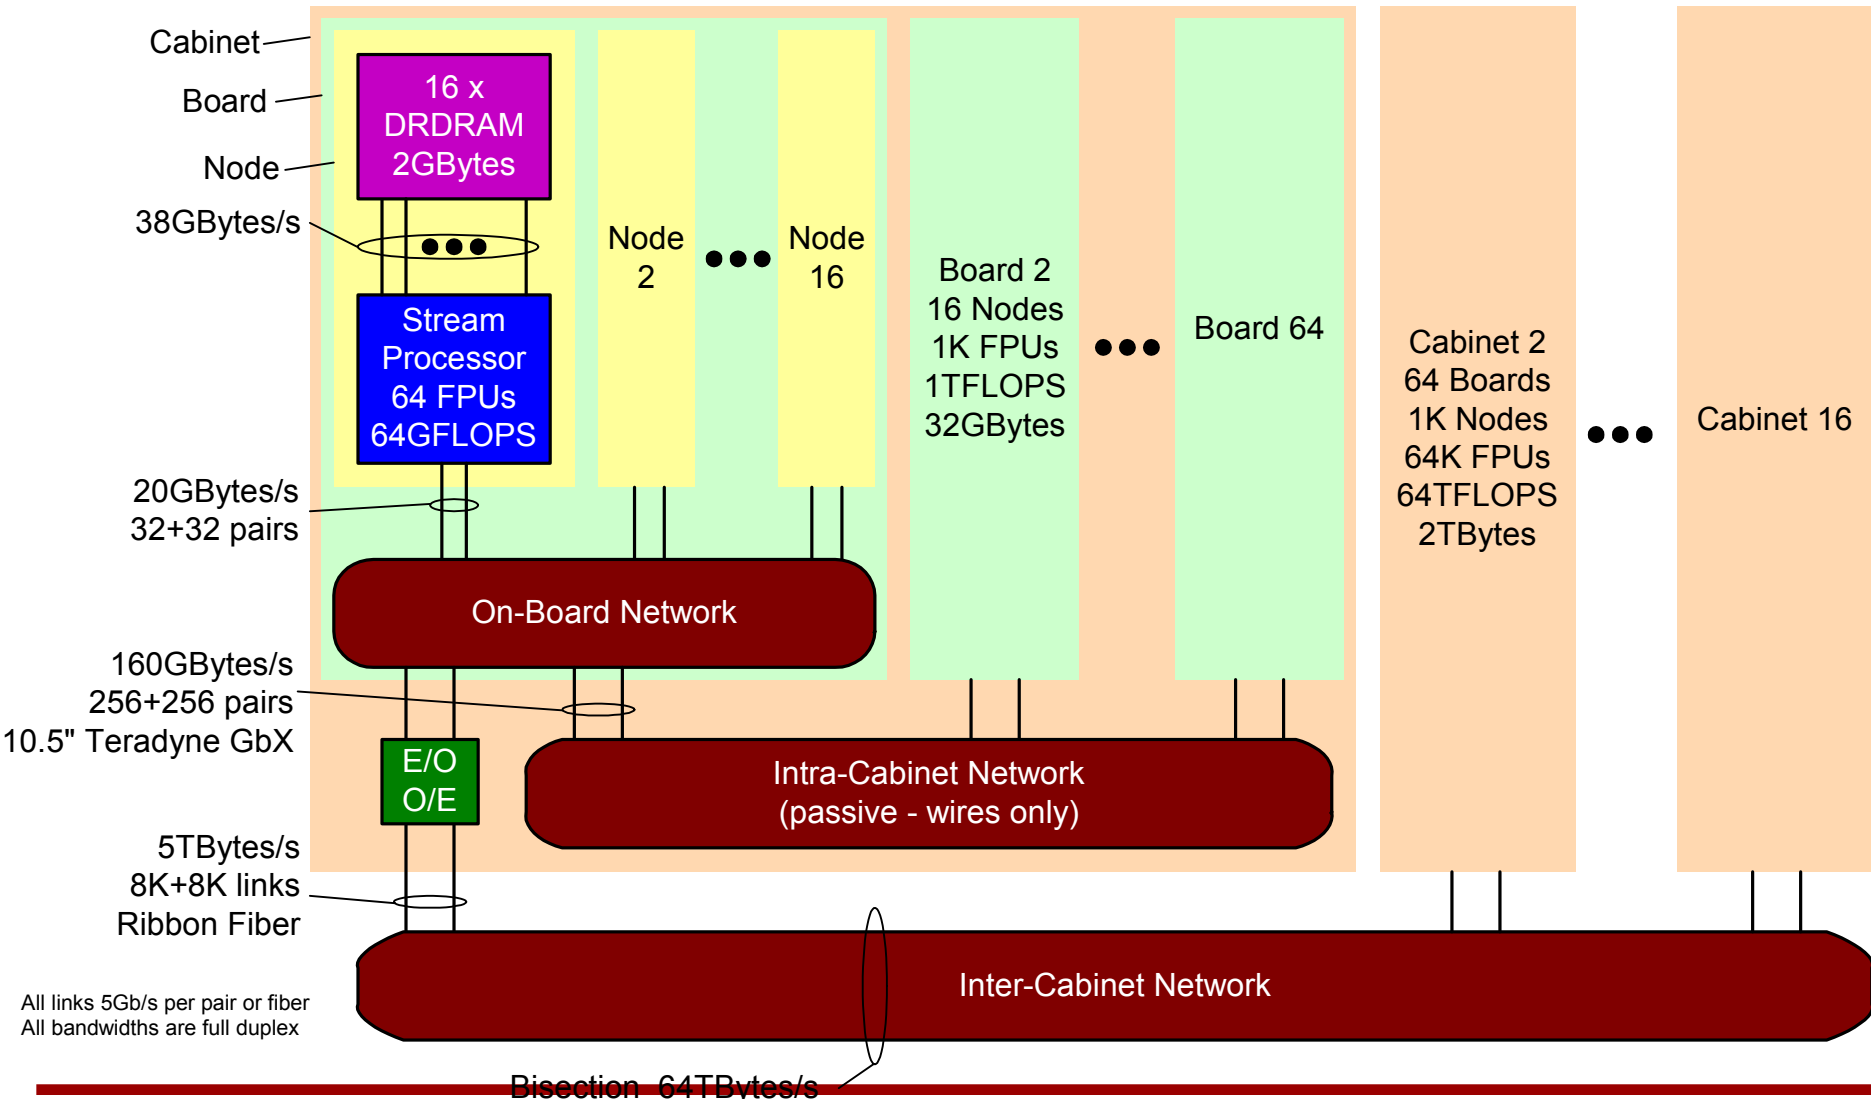 Cabinet
Board
Node
38GBytes/s
16 x
DRDRAM
2GBytes
Stream
Processor
64 FPUs
64GFLOPS
Node
2
Node
16
Board 2
16 Nodes
1K FPUs
1TFLOPS
32GBytes
Board 64
Cabinet 2
64 Boards
1K Nodes
64K FPUs
64TFLOPS
2TBytes
Cabinet 16
20GBytes/s
32+32 pairs
On-Board Network
160GBytes/s
256+256 pairs
10.5" Teradyne GbX
E/O
O/E
Intra-Cabinet Network
(passive - wires only)
5TBytes/s
8K+8K links
Ribbon Fiber
Inter-Cabinet Network
All links 5Gb/s per pair or fiber
All bandwidths are full duplex
Bisection 64TBytes/s